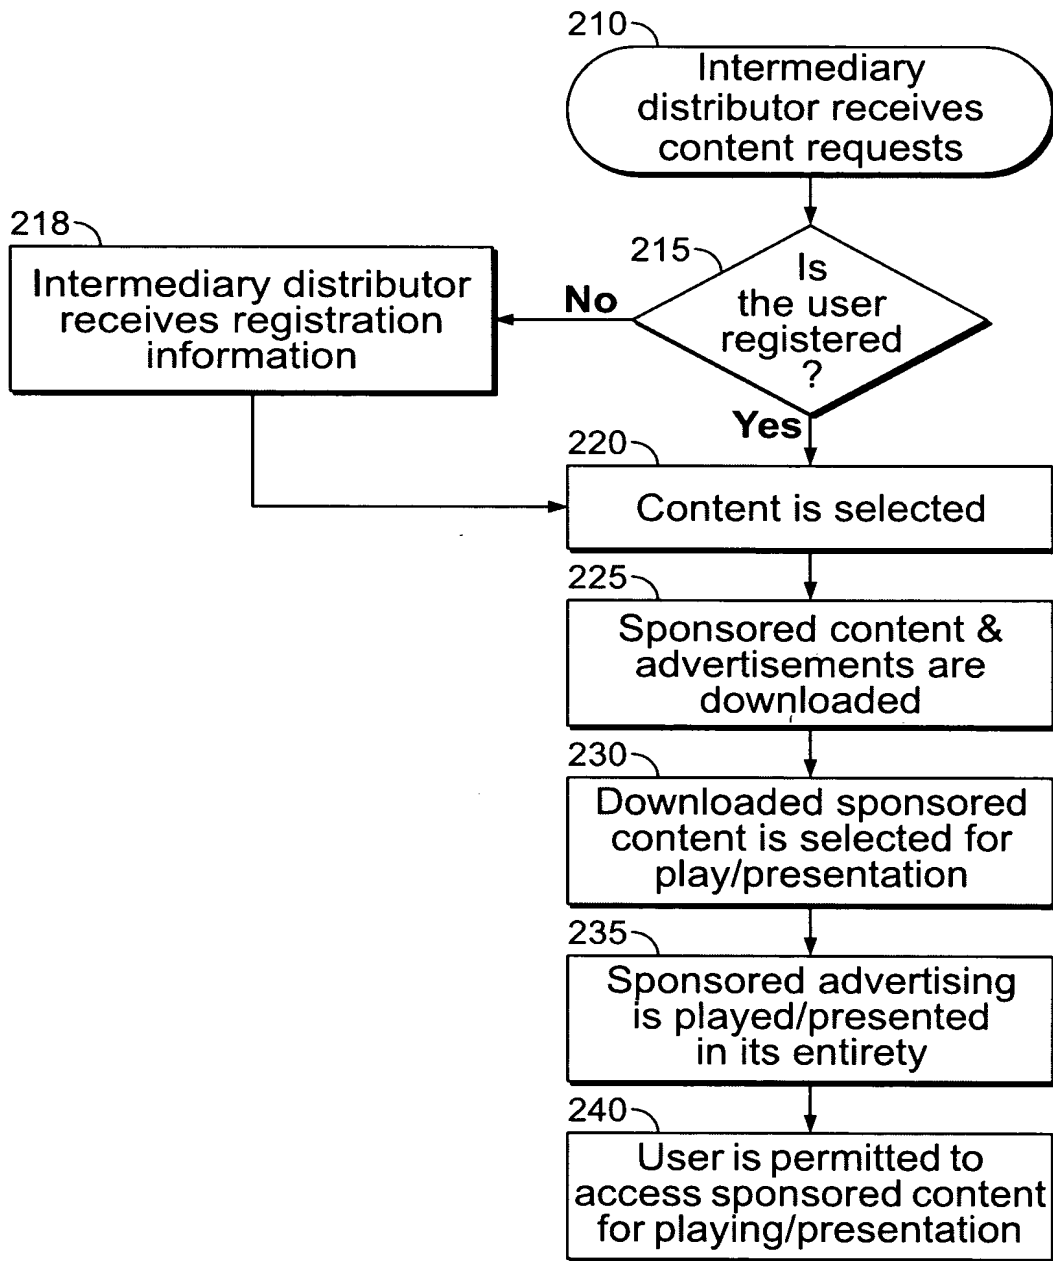 210
Intermediary
distributor receives
content requests
218
215
Is
the user
registered
?
No
Intermediary distributor
receives registration
information
Yes
220
Content is selected
225
Sponsored content &
advertisements are
downloaded
230
Downloaded sponsored
content is selected for
play/presentation
235
Sponsored advertising
is played/presented
in its entirety
240
User is permitted to
access sponsored content
for playing/presentation